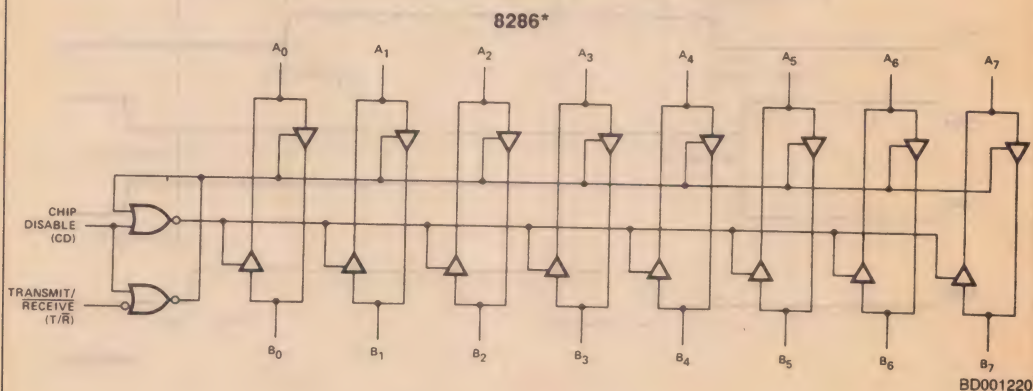 8286*
A0 A1 A2 A3 A4 A5 A6 A7
CHIP
DISABLE
(CD)
TRANSMIT/
R̅E̅C̅E̅I̅V̅E̅
(T/R̅)
B0 B1 B2 B3 B4 B5 B6 B7
BD001220